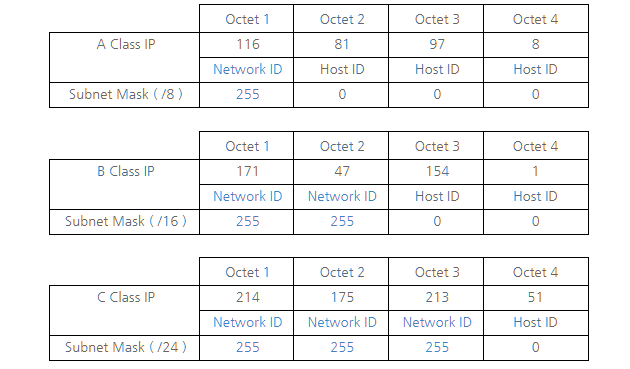 Octet 1 Octet 2 Octet 3 Octet 4
A Class IP 116 81 97 8
Network ID Host ID Host ID Host ID
Subnet Mask ( /8 ) 255 0 0 0
Octet 1 Octet 2 Octet 3 Octet 4
B Class IP 171 47 154 1
Network ID Network ID Host ID Host ID
Subnet Mask ( /16 ) 255 255 0 0
Octet 1 Octet 2 Octet 3 Octet 4
C Class IP 214 175 213 51
Network ID Network ID Network ID Host ID
Subnet Mask ( /24 ) 255 255 255 0